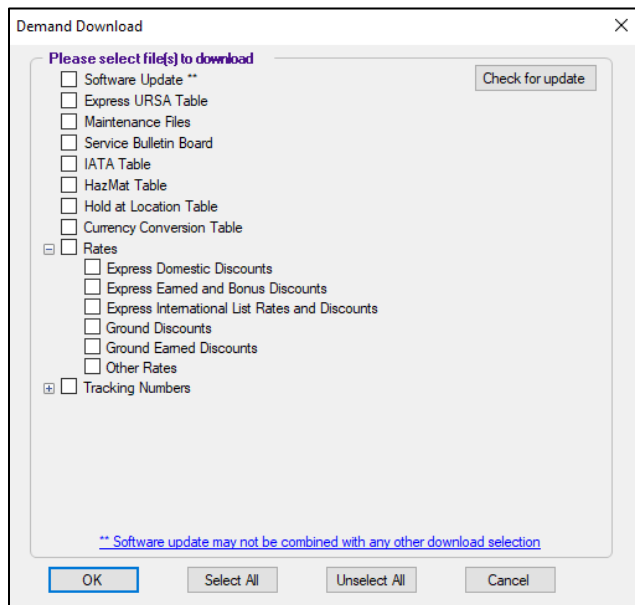 Demand Download
Please select file(s) to download
Software Update **
Check for update
Express URSA Table
Maintenance Files
Service Bulletin Board
IATA Table
HazMat Table
Hold at Location Table
Currency Conversion Table
Rates
Express Domestic Discounts
Express Earned and Bonus Discounts
Express International List Rates and Discounts
Ground Discounts
Ground Earned Discounts
Other Rates
Tracking Numbers
** Software update may not be combined with any other download selection
OK Select All Unselect All Cancel